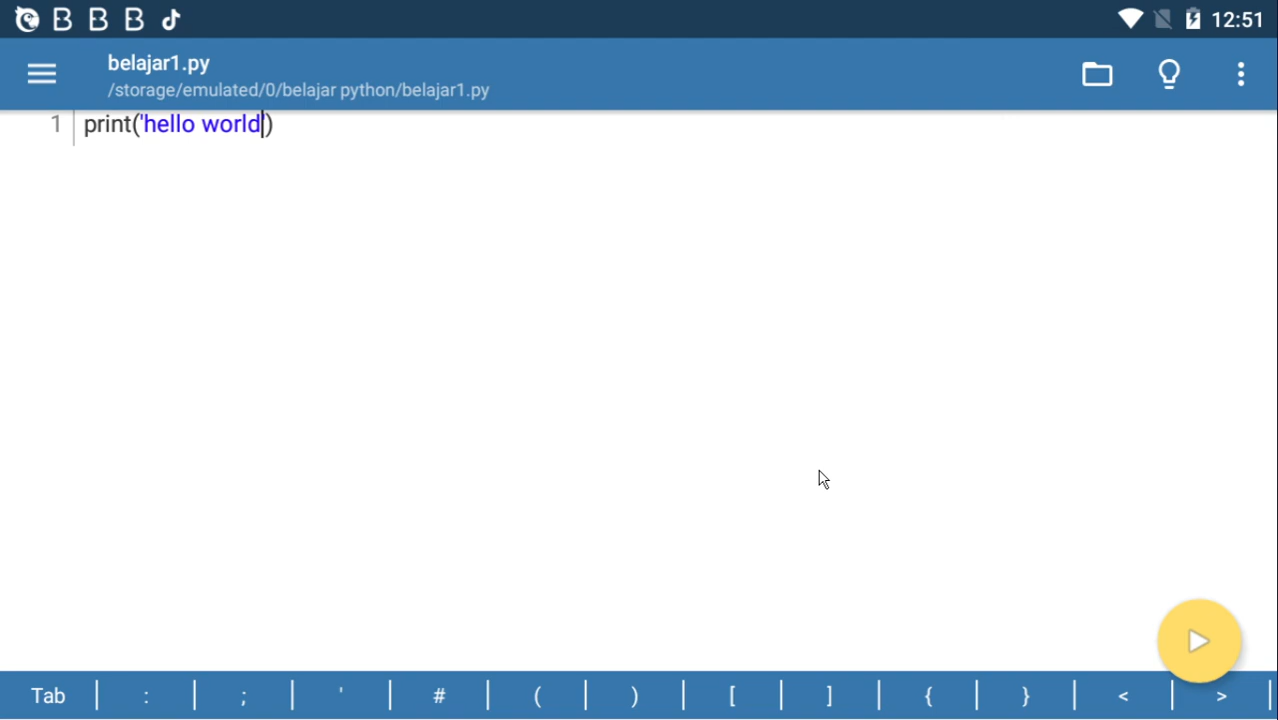 12:51
belajar1.py
/storage/emulated/0/belajar python/belajar1.py
1 print('hello world')
Tab : ; ' # ( ) [ ] { } < >